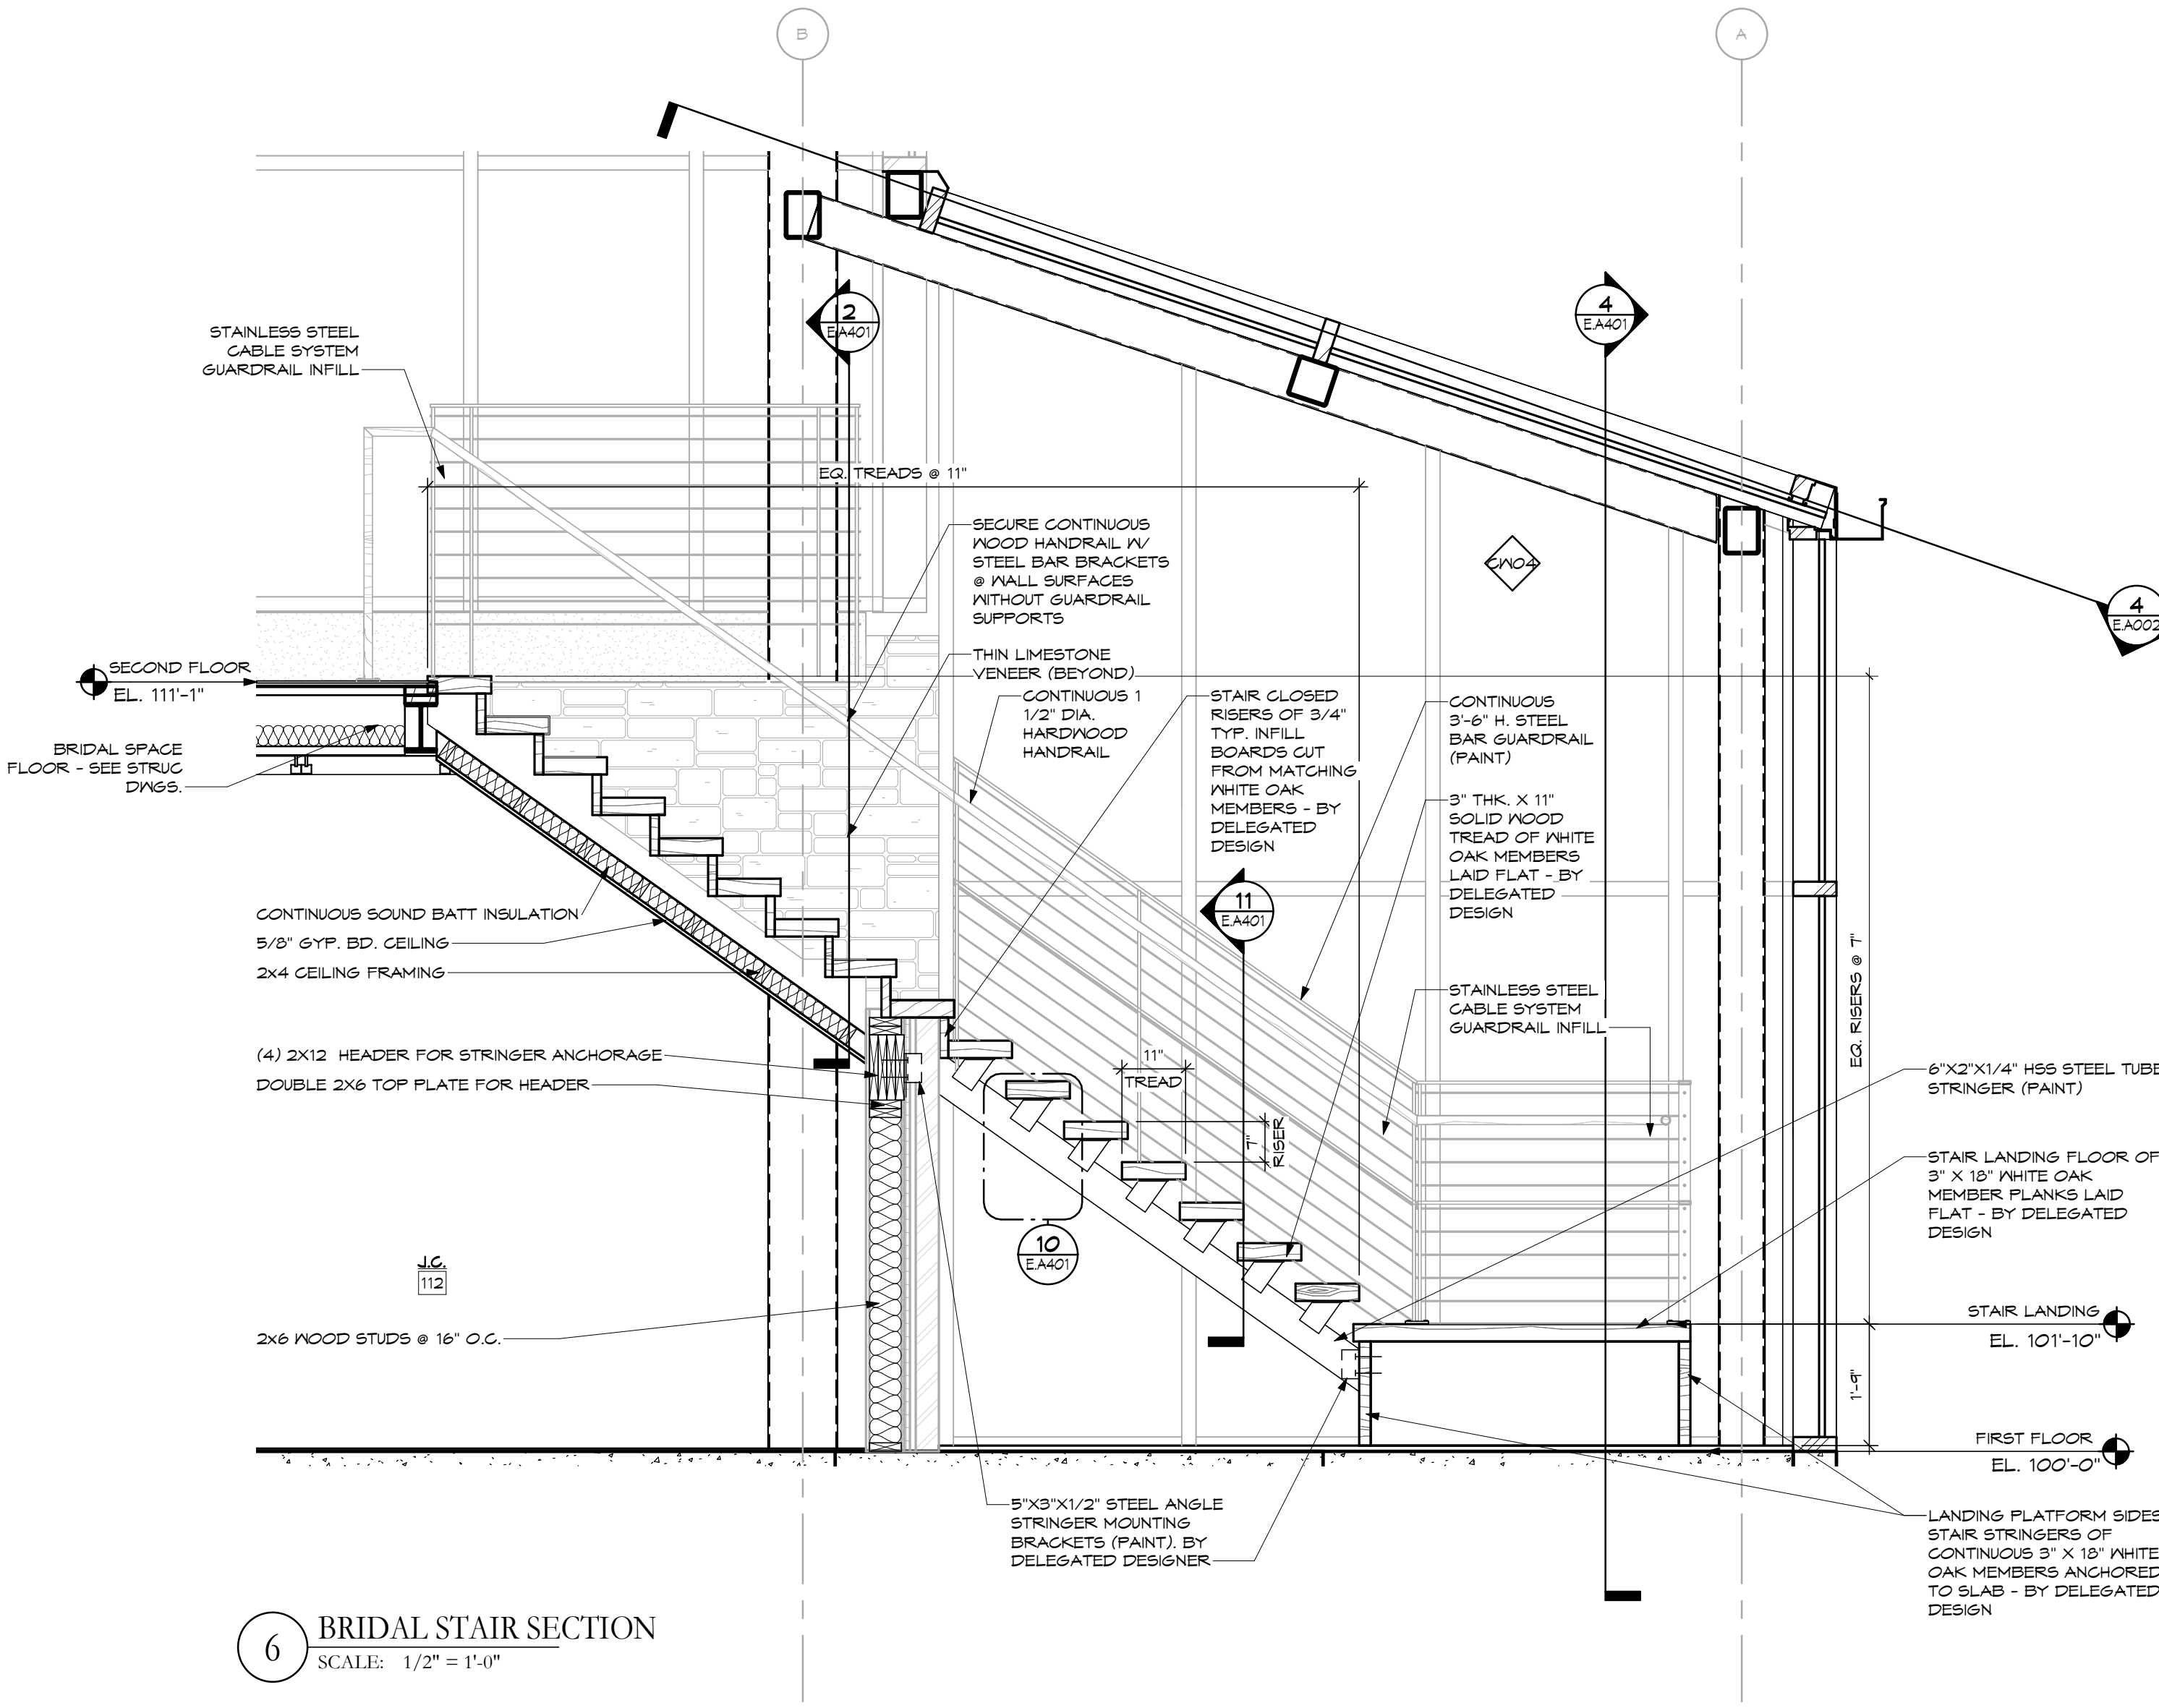 B
A
2
E.A401
4
E.A401
STAINLESS STEEL
CABLE SYSTEM
GUARDRAIL INFILL
EQ. TREADS @ 11"
SECURE CONTINUOUS
WOOD HANDRAIL W/
STEEL BAR BRACKETS
@ WALL SURFACES
WITHOUT GUARDRAIL
SUPPORTS
CW04
4
E.A002
THIN LIMESTONE
VENEER (BEYOND)
SECOND FLOOR
EL. 111'-1"
CONTINUOUS 1
1/2" DIA.
HARDWOOD
HANDRAIL
STAIR CLOSED
RISERS OF 3/4"
TYP. INFILL
BOARDS CUT
FROM MATCHING
WHITE OAK
MEMBERS - BY
DELEGATED
DESIGN
CONTINUOUS
3'-6" H. STEEL
BAR GUARDRAIL
(PAINT)
BRIDAL SPACE
FLOOR - SEE STRUC
DWGS.
3" THK. X 11"
SOLID WOOD
TREAD OF WHITE
OAK MEMBERS
LAID FLAT - BY
DELEGATED
DESIGN
11
E.A401
CONTINUOUS SOUND BATT INSULATION
5/8" GYP. BD. CEILING
2x4 CEILING FRAMING
STAINLESS STEEL
CABLE SYSTEM
GUARDRAIL INFILL
EQ. RISERS @ 7"
(4) 2X12 HEADER FOR STRINGER ANCHORAGE
DOUBLE 2X6 TOP PLATE FOR HEADER
11"
TREAD
7"
RISER
6"X2"X1/4" HSS STEEL TUBE
STRINGER (PAINT)
STAIR LANDING FLOOR OF
3" X 18" WHITE OAK
MEMBER PLANKS LAID
FLAT - BY DELEGATED
DESIGN
10
E.A401
J.C.
112
2x6 WOOD STUDS @ 16" O.C.
STAIR LANDING
EL. 101'-10"
1'-9"
FIRST FLOOR
EL. 100'-0"
5"X3"X1/2" STEEL ANGLE
STRINGER MOUNTING
BRACKETS (PAINT). BY
DELEGATED DESIGNER
LANDING PLATFORM SIDES
STAIR STRINGERS OF
CONTINUOUS 3" X 18" WHITE
OAK MEMBERS ANCHORED
TO SLAB - BY DELEGATED
DESIGN
6
BRIDAL STAIR SECTION
SCALE: 1/2" = 1'-0"